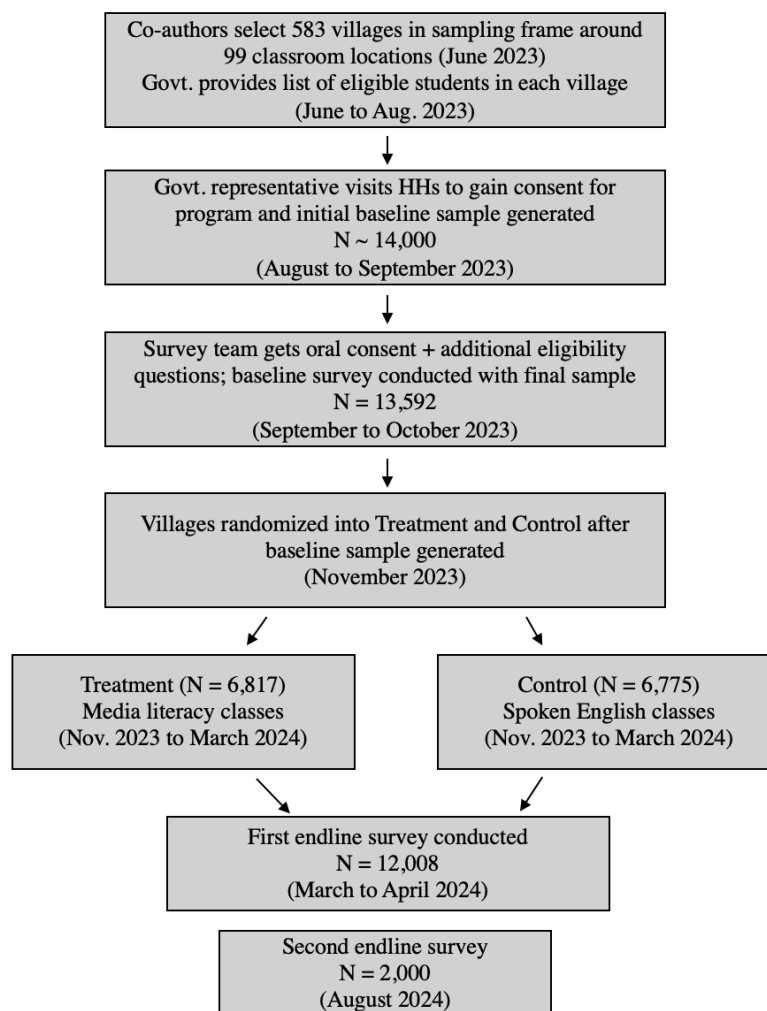 Co-authors select 583 villages in sampling frame around
99 classroom locations (June 2023)
Govt. provides list of eligible students in each village
(June to Aug. 2023)
Govt. representative visits HHs to gain consent for
program and initial baseline sample generated
N ~ 14,000
(August to September 2023)
Survey team gets oral consent + additional eligibility
questions; baseline survey conducted with final sample
N = 13,592
(September to October 2023)
Villages randomized into Treatment and Control after
baseline sample generated
(November 2023)
Treatment (N = 6,817)
Media literacy classes
(Nov. 2023 to March 2024)
Control (N = 6,775)
Spoken English classes
(Nov. 2023 to March 2024)
First endline survey conducted
N = 12,008
(March to April 2024)
Second endline survey
N = 2,000
(August 2024)